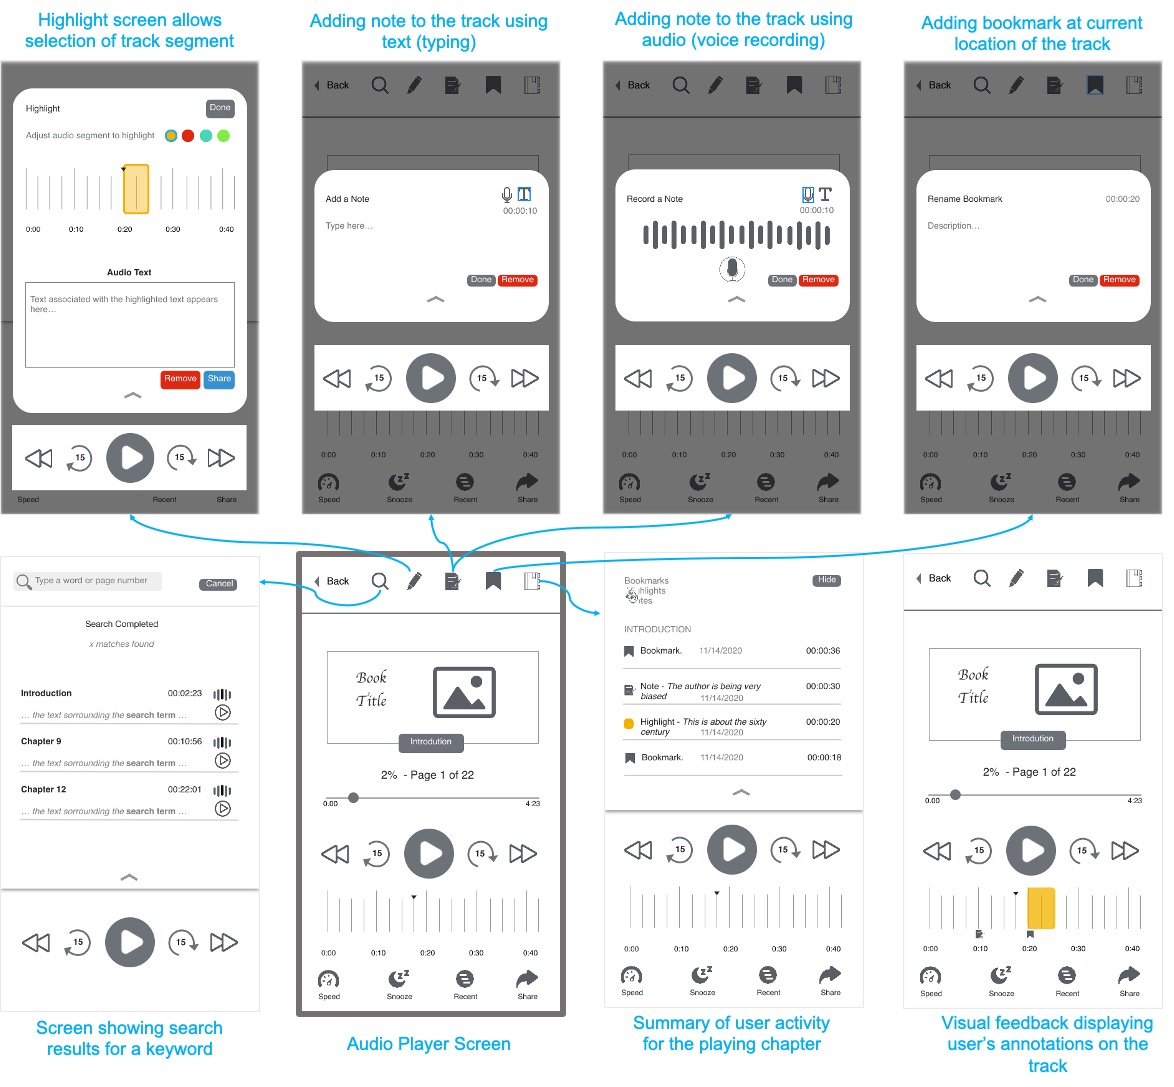 Highlight screen allows
selection of track segment
Adding note to the track using
text (typing)
Adding note to the track using
audio (voice recording)
Adding bookmark at current
location of the track
Highlight
Done
Adjust audio segment to highlight
0:00 0:10 0:20 0:30 0:40
Audio Text
Text associated with the highlighted text appears
here...
Remove Share
15 15
Speed Recent Share
Back
Add a Note
T
00:00:10
Type here...
Done Remove
15 15
0:00 0:10 0:20 0:30 0:40
Speed Snooze Recent Share
Back
Record a Note
T
00:00:10
Done Remove
15 15
0:00 0:10 0:20 0:30 0:40
Speed Snooze Recent Share
Back
Rename Bookmark 00:00:20
Description...
Done Remove
15 15
0:00 0:10 0:20 0:30 0:40
Speed Snooze Recent Share
Type a word or page number
Cancel
Search Completed
x matches found
Introduction 00:02:23
... the text sorrounding the search term ...
Chapter 9 00:10:56
... the text sorrounding the search term ...
Chapter 12 00:22:01
... the text sorrounding the search term ...
15 15
Screen showing search
results for a keyword
Back
Book
Title
Introdution
2% - Page 1 of 22
0.00 4:23
15 15
0:00 0:10 0:20 0:30 0:40
Speed Snooze Recent Share
Audio Player Screen
Bookmarks
Hide
INTRODUCTION
Bookmark. 11/14/2020 00:00:36
Note - The author is being very 00:00:30
biased 11/14/2020
Highlight - This is about the sixty 00:00:20
century 11/14/2020
Bookmark. 11/14/2020 00:00:18
15 15
0:00 0:10 0:20 0:30 0:40
Speed Snooze Recent Share
Summary of user activity
for the playing chapter
Back
Book
Title
Introdution
2% - Page 1 of 22
0.00 4:23
15 15
0:00 0:10 0:20 0:30 0:40
Speed Snooze Recent Share
Visual feedback displaying
user's annotations on the
track